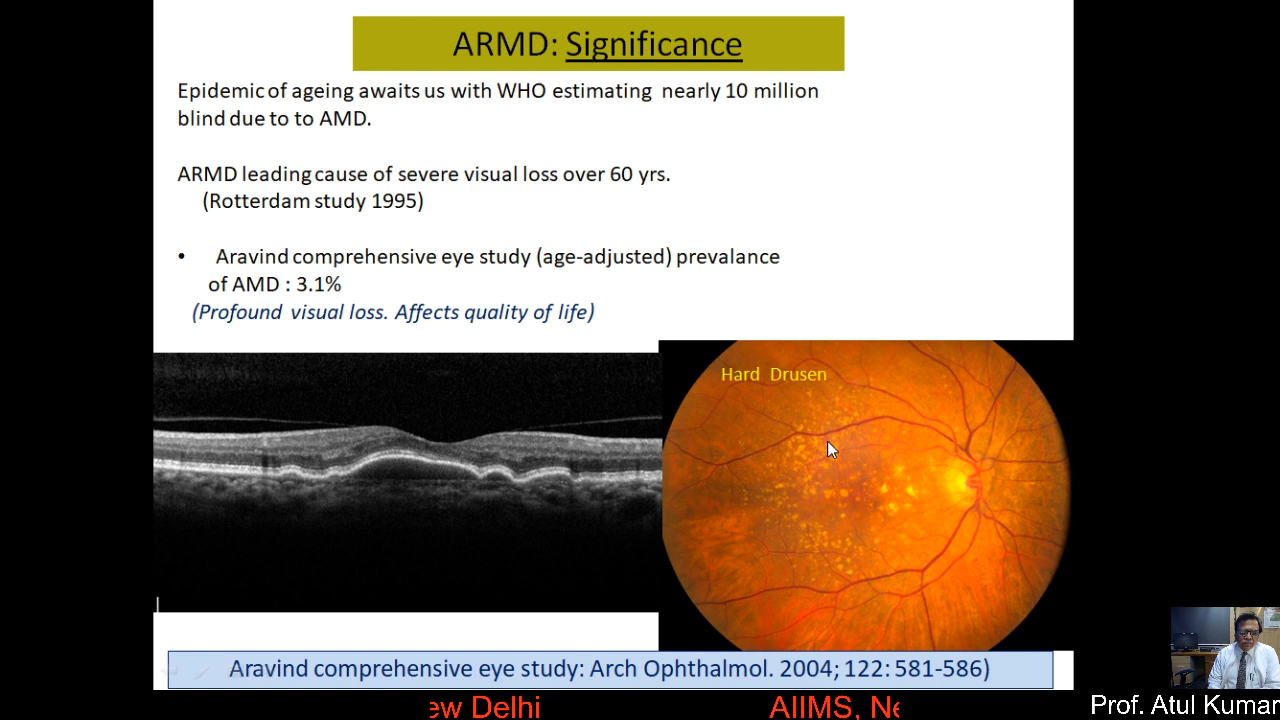 ARMD: Significance
Epidemic of ageing awaits us with WHO estimating nearly 10 million
blind due to to AMD.
ARMD leading cause of severe visual loss over 60 yrs.
(Rotterdam study 1995)
• Aravind comprehensive eye study (age-adjusted) prevalance
of AMD : 3.1%
(Profound visual loss. Affects quality of life)
Hard Drusen
Aravind comprehensive eye study: Arch Ophthalmol. 2004; 122: 581-586)
ew Delhi AIIMS, Ne
Prof. Atul Kumar